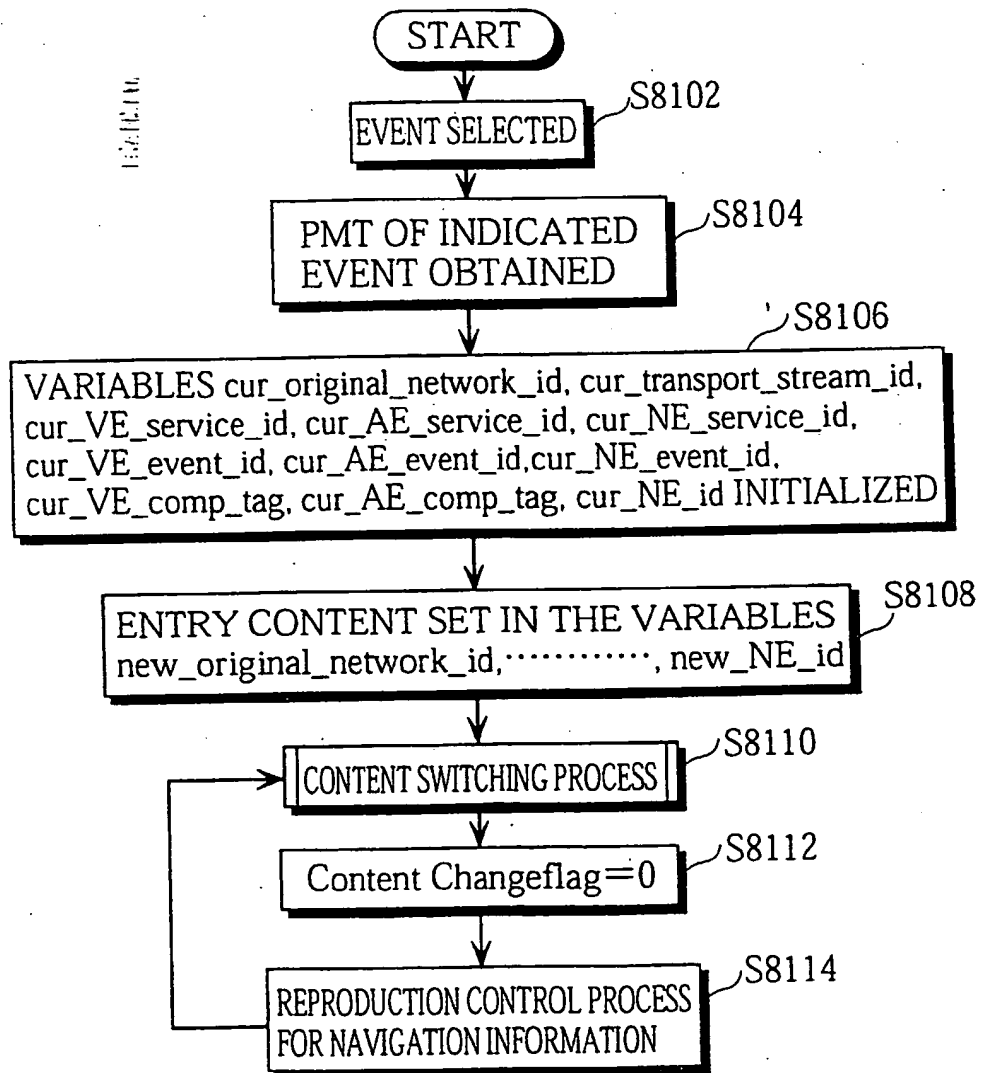 START
S8102
EVENT SELECTED
S8104
PMT OF INDICATED
EVENT OBTAINED
S8106
VARIABLES cur_original_network_id, cur_transport_stream_id,
cur_VE_service_id, cur_AE_service_id, cur_NE_service_id,
cur_VE_event_id, cur_AE_event_id,cur_NE_event_id,
cur_VE_comp_tag, cur_AE_comp_tag, cur_NE_id INITIALIZED
S8108
ENTRY CONTENT SET IN THE VARIABLES
new_original_network_id,············, new_NE_id
S8110
CONTENT SWITCHING PROCESS
S8112
Content Changeflag=0
S8114
REPRODUCTION CONTROL PROCESS
FOR NAVIGATION INFORMATION